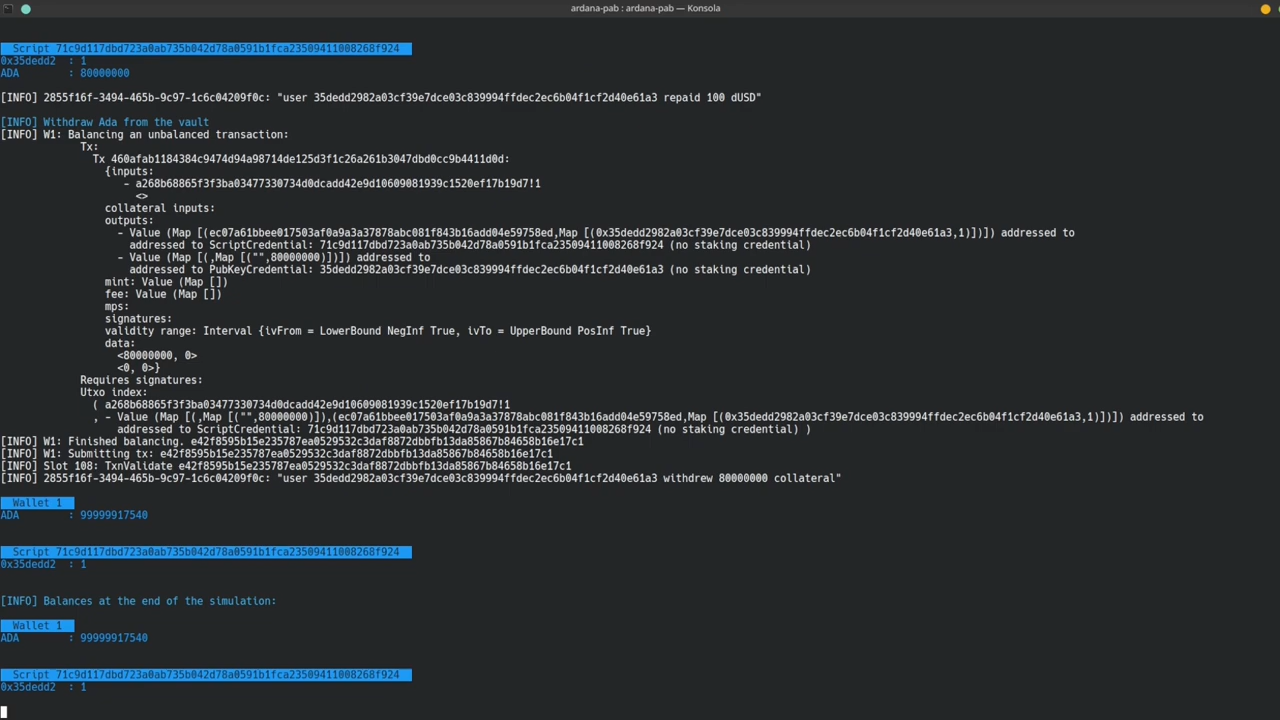 ardana-pab : ardana-pab — Konsola
Script 71c9d117dbd723a0ab735b042d78a0591b1fca23509411008268f924
0x35dedd2 : 1
ADA : 80000000
[INFO] 2855f16f-3494-465b-9c97-1c6c04209f0c: "user 35dedd2982a03cf39e7dce03c839994ffdec2ec6b04f1cf2d40e61a3 repaid 100 dUSD"
[INFO] Withdraw Ada from the vault
[INFO] W1: Balancing an unbalanced transaction:
Tx:
Tx 460afab1184384c9474d94a98714de125d3f1c26a261b3047dbd0cc9b4411d0d:
{inputs:
- a268b68865f3f3ba03477330734d0dcadd42e9d10609081939c1520ef17b19d7!1
<>
collateral inputs:
outputs:
- Value (Map [(ec07a61bbee017503af0a9a3a37878abc081f843b16add04e59758ed,Map [(0x35dedd2982a03cf39e7dce03c839994ffdec2ec6b04f1cf2d40e61a3,1)])]) addressed to
addressed to ScriptCredential: 71c9d117dbd723a0ab735b042d78a0591b1fca23509411008268f924 (no staking credential)
- Value (Map [(,Map [("",80000000)])]) addressed to
addressed to PubKeyCredential: 35dedd2982a03cf39e7dce03c839994ffdec2ec6b04f1cf2d40e61a3 (no staking credential)
mint: Value (Map [])
fee: Value (Map [])
mps:
signatures:
validity range: Interval {ivFrom = LowerBound NegInf True, ivTo = UpperBound PosInf True}
data:
<80000000, 0>
<0, 0>}
Requires signatures:
Utxo index:
( a268b68865f3f3ba03477330734d0dcadd42e9d10609081939c1520ef17b19d7!1
, - Value (Map [(,Map [("",80000000)]),(ec07a61bbee017503af0a9a3a37878abc081f843b16add04e59758ed,Map [(0x35dedd2982a03cf39e7dce03c839994ffdec2ec6b04f1cf2d40e61a3,1)])]) addressed to
addressed to ScriptCredential: 71c9d117dbd723a0ab735b042d78a0591b1fca23509411008268f924 (no staking credential) )
[INFO] W1: Finished balancing. e42f8595b15e235787ea0529532c3daf8872dbbfb13da85867b84658b16e17c1
[INFO] W1: Submitting tx: e42f8595b15e235787ea0529532c3daf8872dbbfb13da85867b84658b16e17c1
[INFO] Slot 108: TxnValidate e42f8595b15e235787ea0529532c3daf8872dbbfb13da85867b84658b16e17c1
[INFO] 2855f16f-3494-465b-9c97-1c6c04209f0c: "user 35dedd2982a03cf39e7dce03c839994ffdec2ec6b04f1cf2d40e61a3 withdrew 80000000 collateral"
Wallet 1
ADA : 99999917540
Script 71c9d117dbd723a0ab735b042d78a0591b1fca23509411008268f924
0x35dedd2 : 1
[INFO] Balances at the end of the simulation:
Wallet 1
ADA : 99999917540
Script 71c9d117dbd723a0ab735b042d78a0591b1fca23509411008268f924
0x35dedd2 : 1